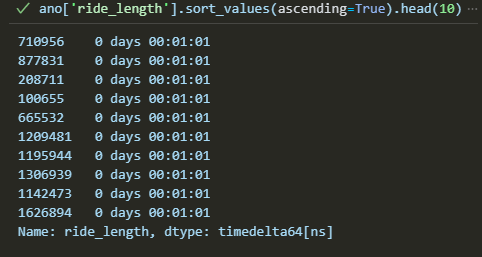 ano['ride_length'].sort_values(ascending=True).head(10) ...
710956    0 days 00:01:01
877831    0 days 00:01:01
208711    0 days 00:01:01
100655    0 days 00:01:01
665532    0 days 00:01:01
1209481   0 days 00:01:01
1195944   0 days 00:01:01
1306939   0 days 00:01:01
1142473   0 days 00:01:01
1626894   0 days 00:01:01
Name: ride_length, dtype: timedelta64[ns]